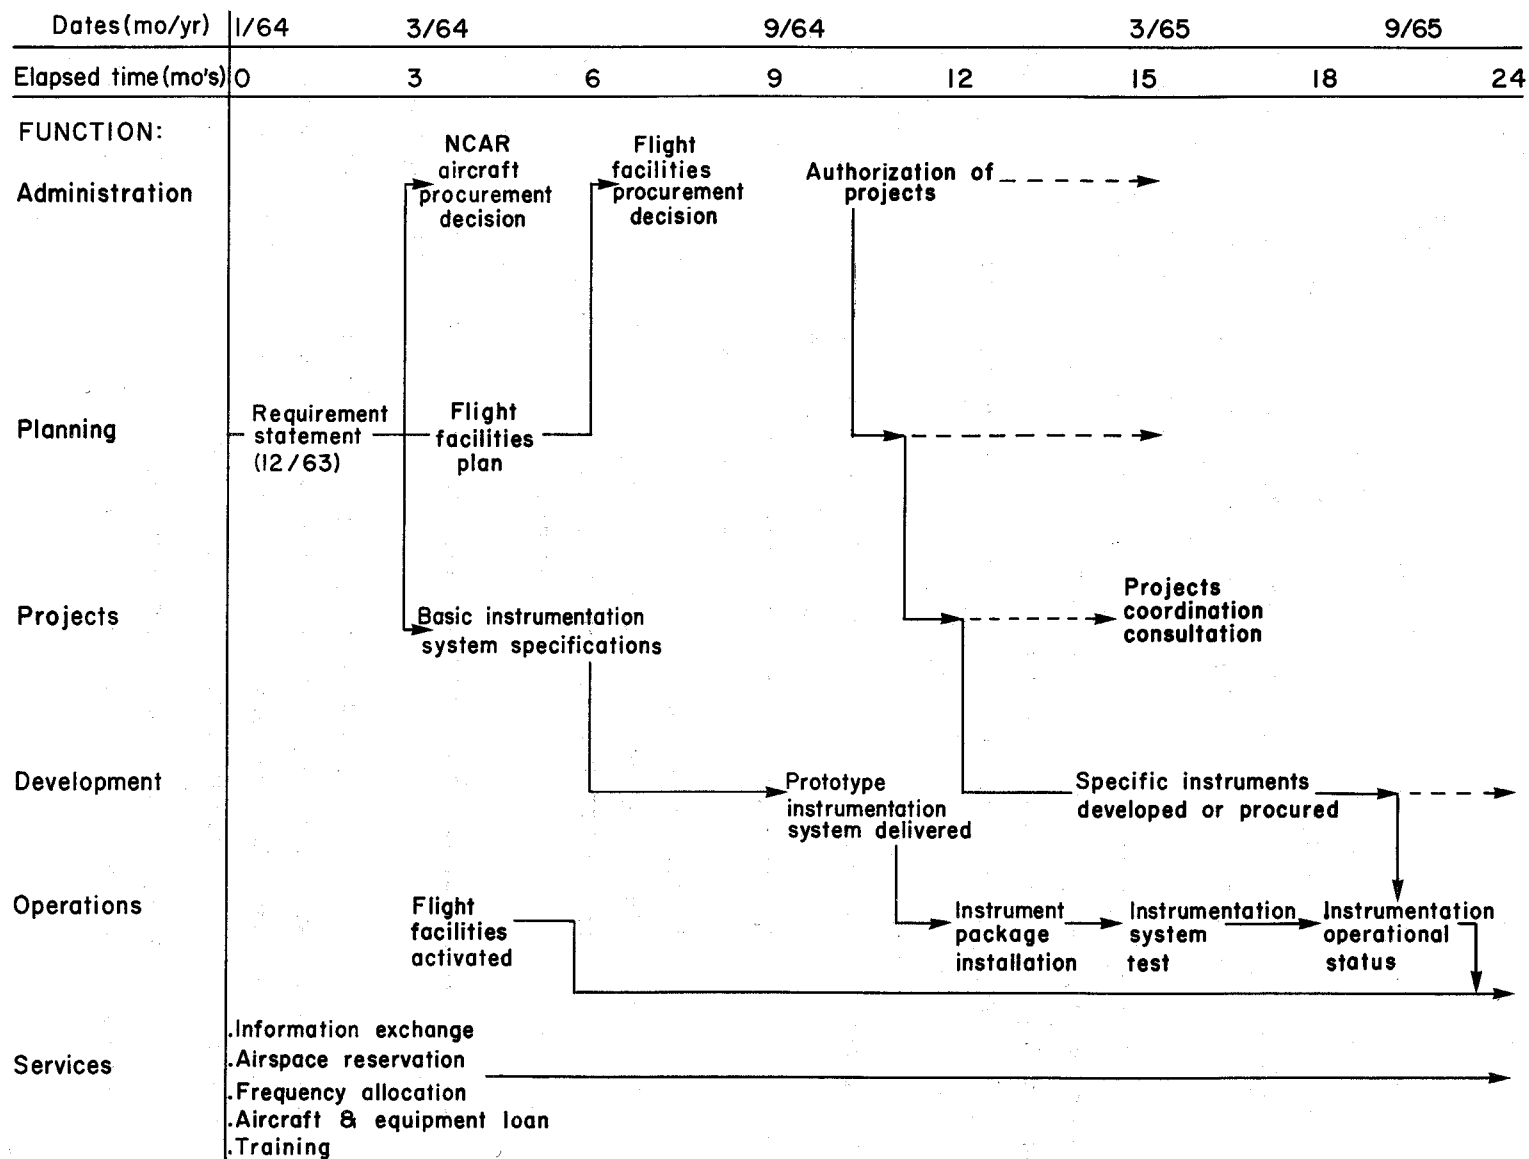 Dates (mo/yr) 1/64 3/64 9/64 3/65 9/65
Elapsed time (mo's) 0 3 6 9 12 15 18 24
FUNCTION:
Administration
NCAR
aircraft
procurement
decision
Flight
facilities
procurement
decision
Authorization of
projects
Planning
Requirement
statement
(12/63)
Flight
facilities
plan
Projects
Basic instrumentation
system specifications
Projects
coordination
consultation
Development
Prototype
instrumentation
system delivered
Specific instruments
developed or procured
Operations
Flight
facilities
activated
Instrument
package
installation
Instrumentation
system
test
Instrumentation
operational
status
Services
.Information exchange
.Airspace reservation
.Frequency allocation
.Aircraft & equipment loan
.Training